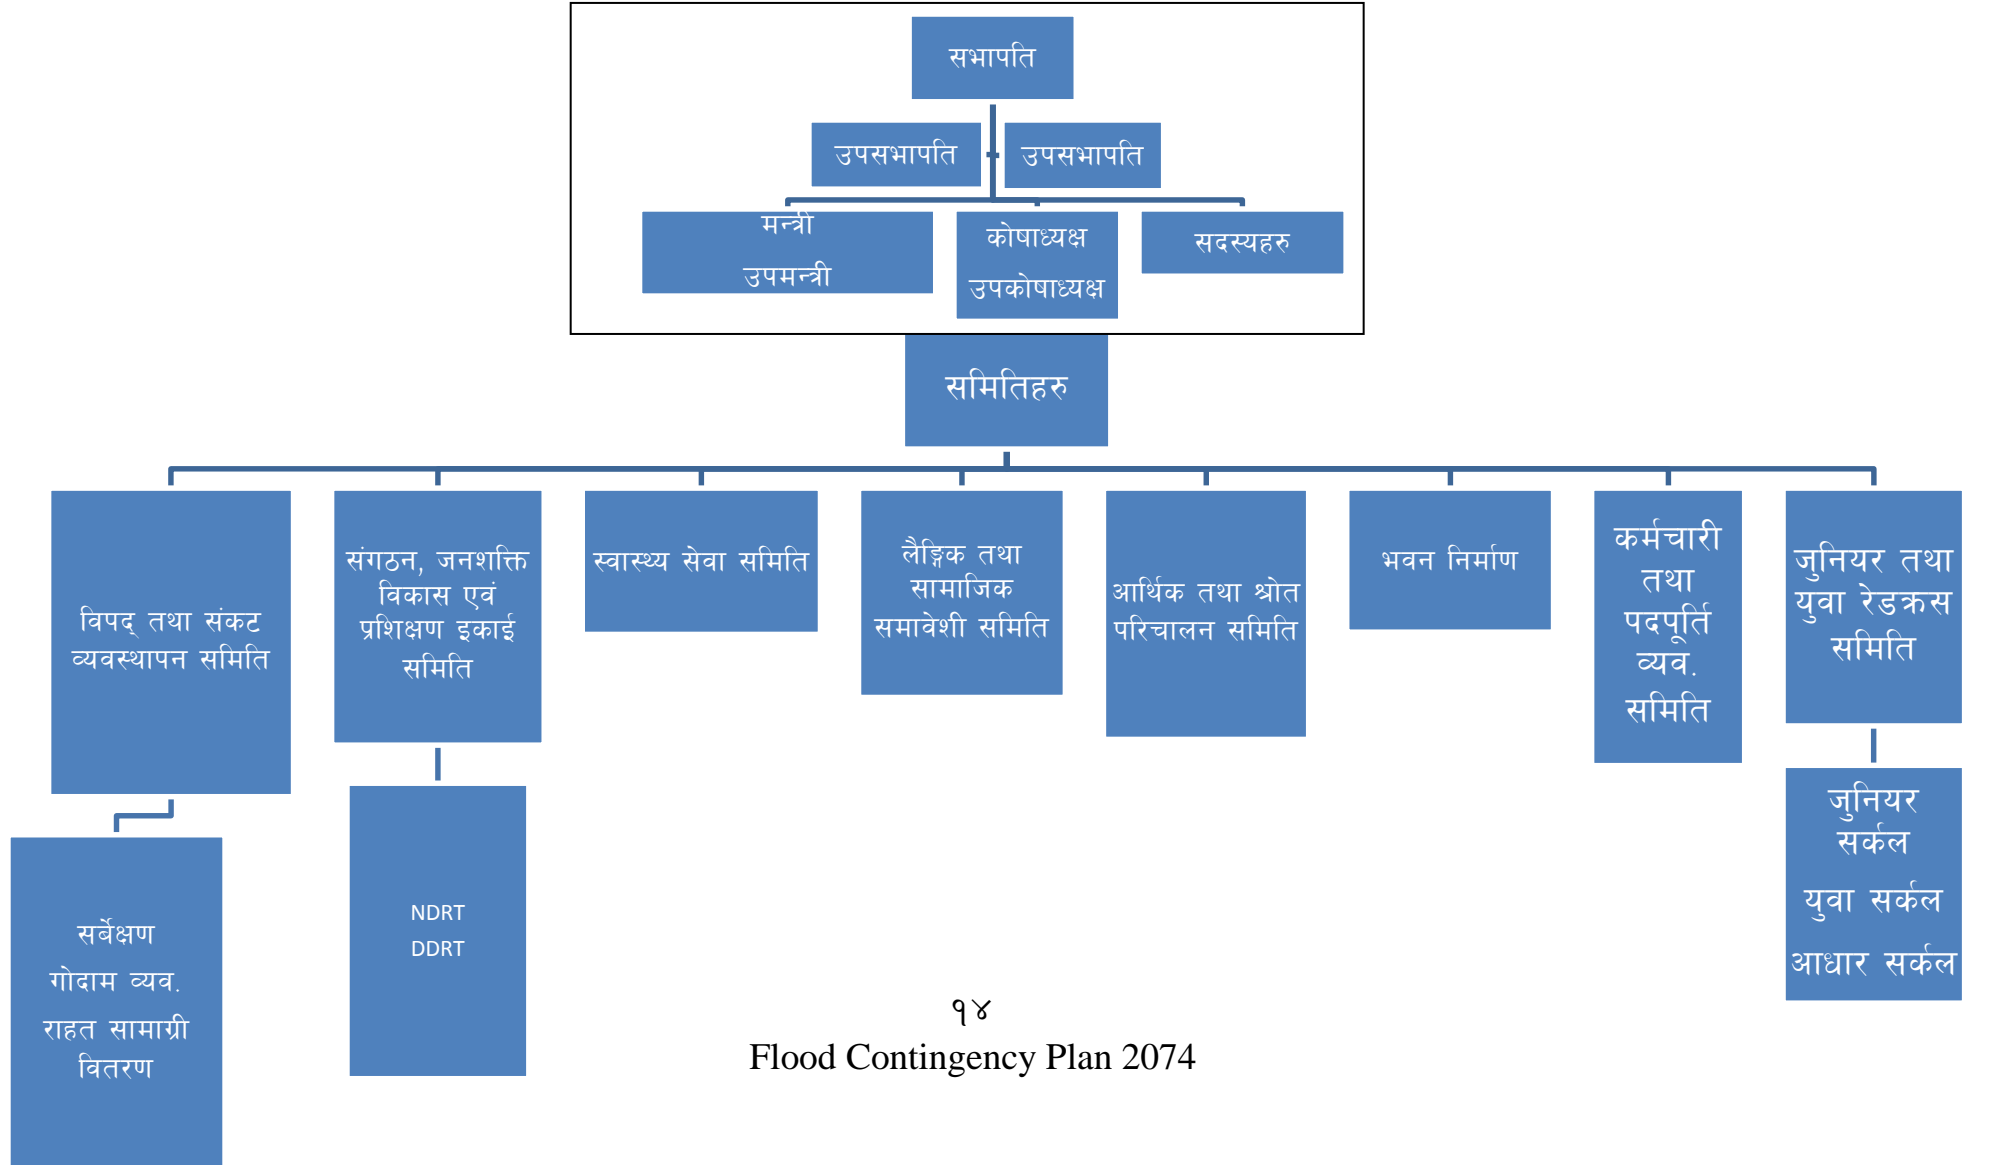 सभापति
उपसभापति
उपसभापति
मन्त्री
उपमन्त्री
कोषाध्यक्ष
उपकोषाध्यक्ष
सदस्यहरु
समितिहरु
विपद् तथा संकट
व्यवस्थापन समिति
संगठन, जनशक्ति
विकास एवं
प्रशिक्षण इकाई
समिति
स्वास्थ्य सेवा समिति
लैङ्गिक तथा
सामाजिक
समावेशी समिति
आर्थिक तथा श्रोत
परिचालन समिति
भवन निर्माण
कर्मचारी
तथा
पदपूर्ति
व्यव.
समिति
जुनियर तथा
युवा रेडक्रस
समिति
सर्बेक्षण
गोदाम व्यव.
राहत सामाग्री
वितरण
NDRT
DDRT
जुनियर
सर्कल
युवा सर्कल
आधार सर्कल
१४
Flood Contingency Plan 2074